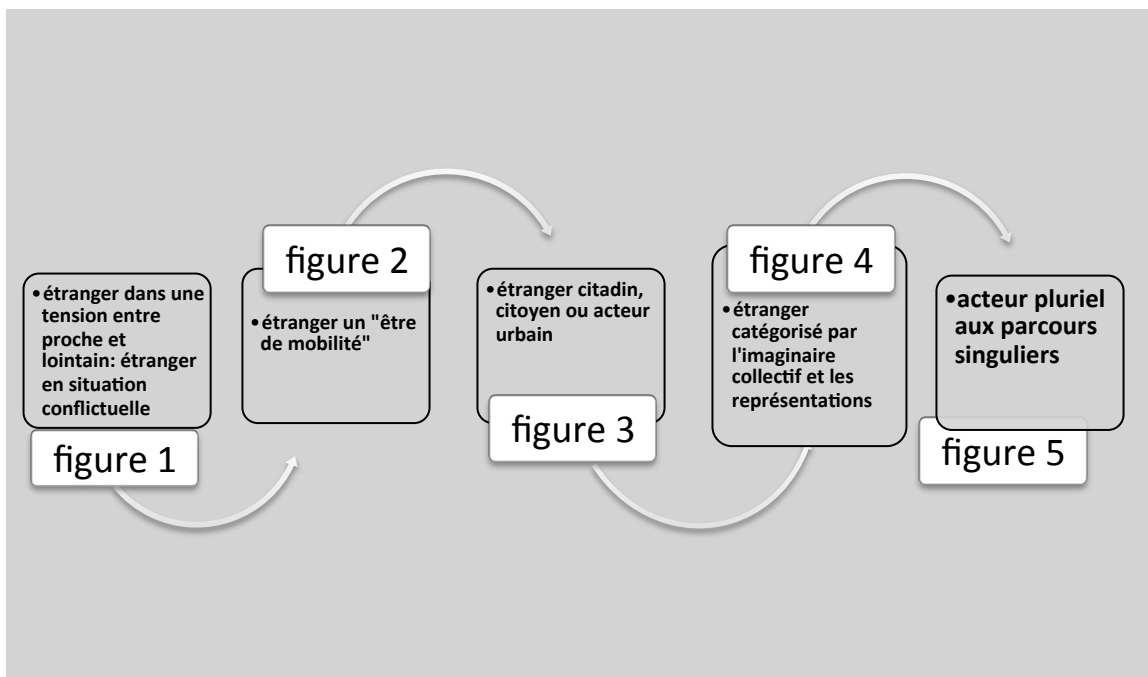 •étranger dans une
tension entre
proche et
lointain: étranger
en situation
conflictuelle
figure 1
figure 2
•étranger un "être
de mobilité"
•étranger citadin,
citoyen ou acteur
urbain
figure 3
figure 4
•étranger
catégorisé par
l'imaginaire
collectif et les
représentations
•acteur pluriel
aux parcours
singuliers
figure 5